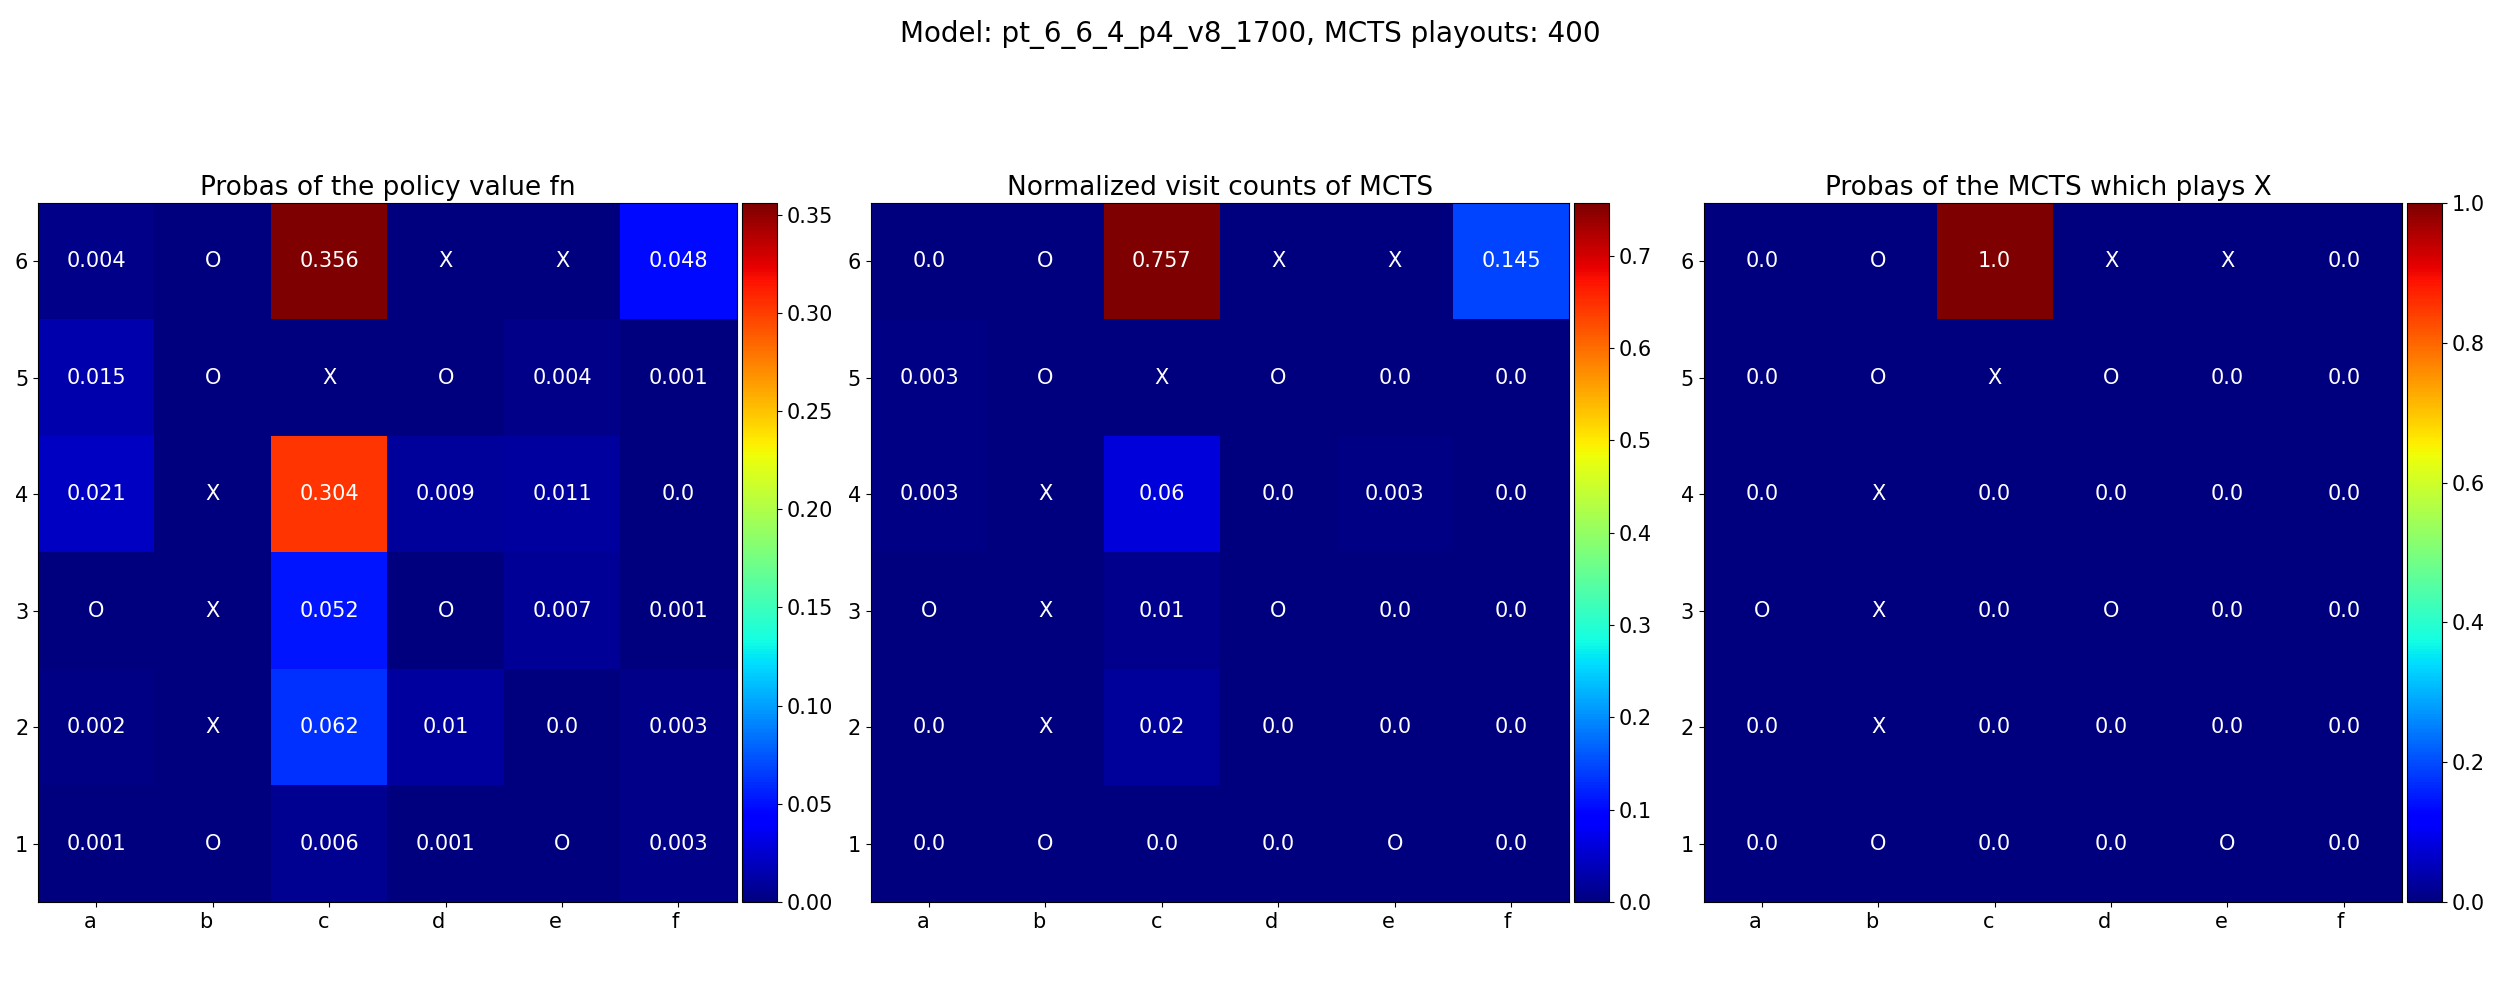 Model: pt_6_6_4_p4_v8_1700, MCTS playouts: 400
Probas of the policy value fn
6 0.004 O 0.356 X X 0.048
5 0.015 O X O 0.004 0.001
4 0.021 X 0.304 0.009 0.011 0.0
3 O X 0.052 O 0.007 0.001
2 0.002 X 0.062 0.01 0.0 0.003
1 0.001 O 0.006 0.001 O 0.003
a b c d e f
0.35
0.30
0.25
0.20
0.15
0.10
0.05
0.00
Normalized visit counts of MCTS
6 0.0 O 0.757 X X 0.145
5 0.003 O X O 0.0 0.0
4 0.003 X 0.06 0.0 0.003 0.0
3 O X 0.01 O 0.0 0.0
2 0.0 X 0.02 0.0 0.0 0.0
1 0.0 O 0.0 0.0 O 0.0
a b c d e f
0.7
0.6
0.5
0.4
0.3
0.2
0.1
0.0
Probas of the MCTS which plays X
6 0.0 O 1.0 X X 0.0
5 0.0 O X O 0.0 0.0
4 0.0 X 0.0 0.0 0.0 0.0
3 O X 0.0 O 0.0 0.0
2 0.0 X 0.0 0.0 0.0 0.0
1 0.0 O 0.0 0.0 O 0.0
a b c d e f
1.0
0.8
0.6
0.4
0.2
0.0